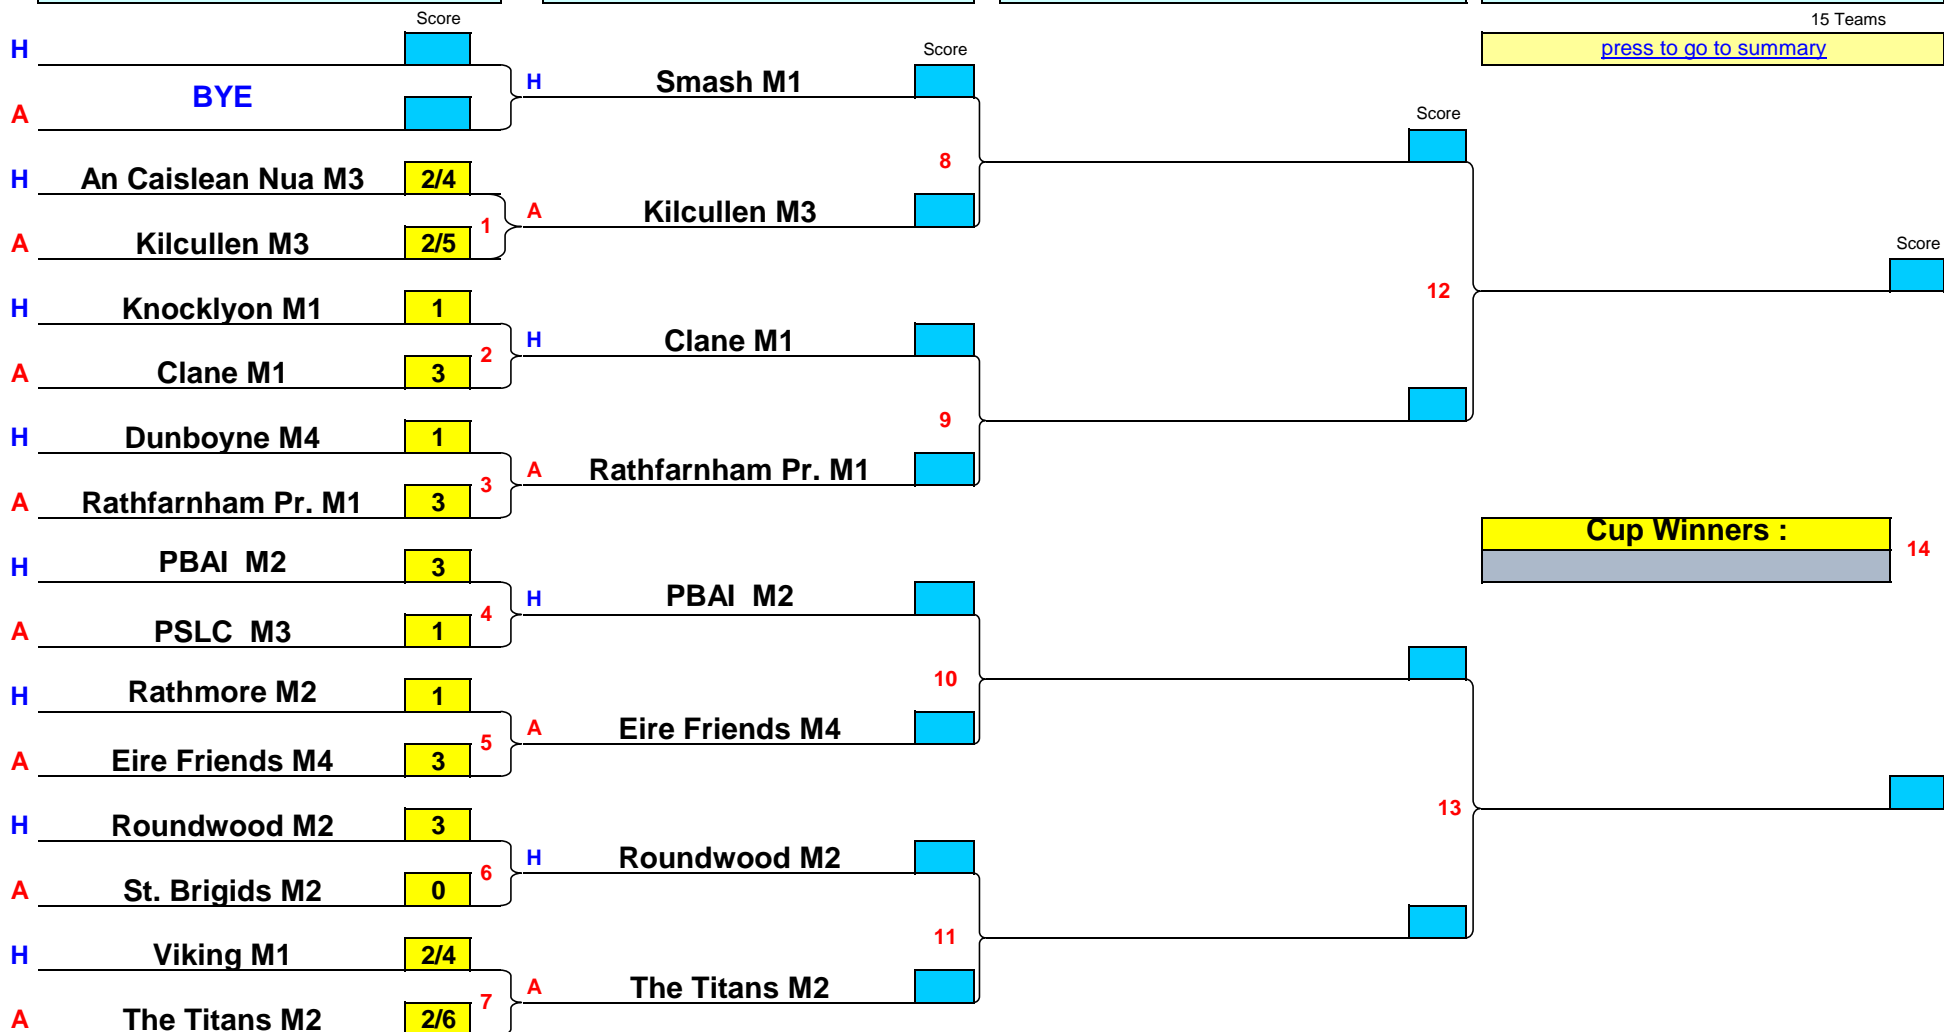 Score
15 Teams
H
Score
press to go to summary
BYE
H Smash M1
A
Score
8
H An Caislean Nua M3 2/4
1 A Kilcullen M3
A Kilcullen M3 2/5
Score
12
H Knocklyon M1 1
2 H Clane M1
A Clane M1 3
9
H Dunboyne M4 1
3 A Rathfarnham Pr. M1
A Rathfarnham Pr. M1 3
Cup Winners :
14
H PBAI M2 3
4 H PBAI M2
A PSLC M3 1
10
H Rathmore M2 1
5 A Eire Friends M4
A Eire Friends M4 3
13
H Roundwood M2 3
6 H Roundwood M2
A St. Brigids M2 0
11
H Viking M1 2/4
7 A The Titans M2
A The Titans M2 2/6